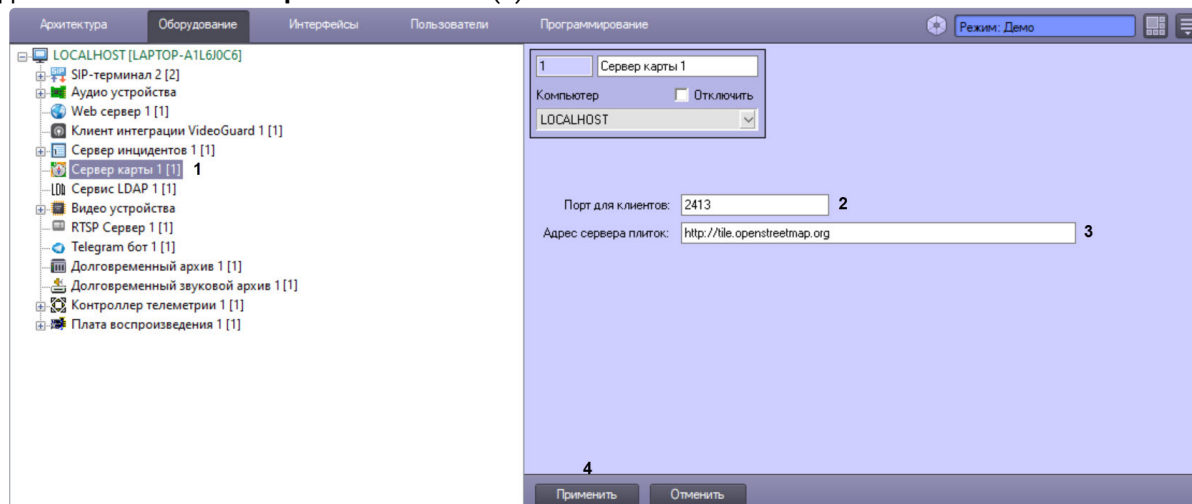 Архитектура Оборудование Интерфейсы Пользователи Программирование Режим: Демо
LOCALHOST [LAPTOP-A1L6J0C6]
SIP-терминал 2 [2]
Аудио устройства
Web сервер 1 [1]
Клиент интеграции VideoGuard 1 [1]
Сервер инцидентов 1 [1]
Сервер карты 1 [1] 1
Сервис LDAP 1 [1]
Видео устройства
RTSP Сервер 1 [1]
Telegram бот 1 [1]
Долговременный архив 1 [1]
Долговременный звуковой архив 1 [1]
Контроллер телеметрии 1 [1]
Плата воспроизведения 1 [1]
1 Сервер карты 1
Компьютер Отключить
LOCALHOST
Порт для клиентов: 2413 2
Адрес сервера плиток: http://tile.openstreetmap.org 3
4
Применить Отменить